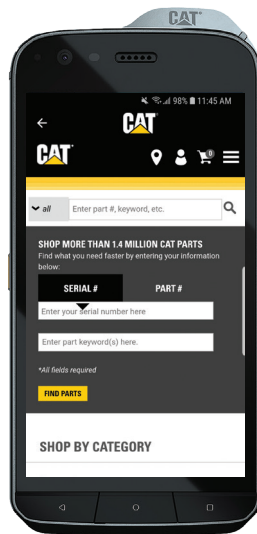 CAT
98% 11:45 AM
CAT
CAT
0
all
Enter part #, keyword, etc.
SHOP MORE THAN 1.4 MILLION CAT PARTS
Find what you need faster by entering your information
below:
SERIAL #
PART #
Enter your serial number here
Enter part keyword(s) here.
*All fields required
FIND PARTS
SHOP BY CATEGORY